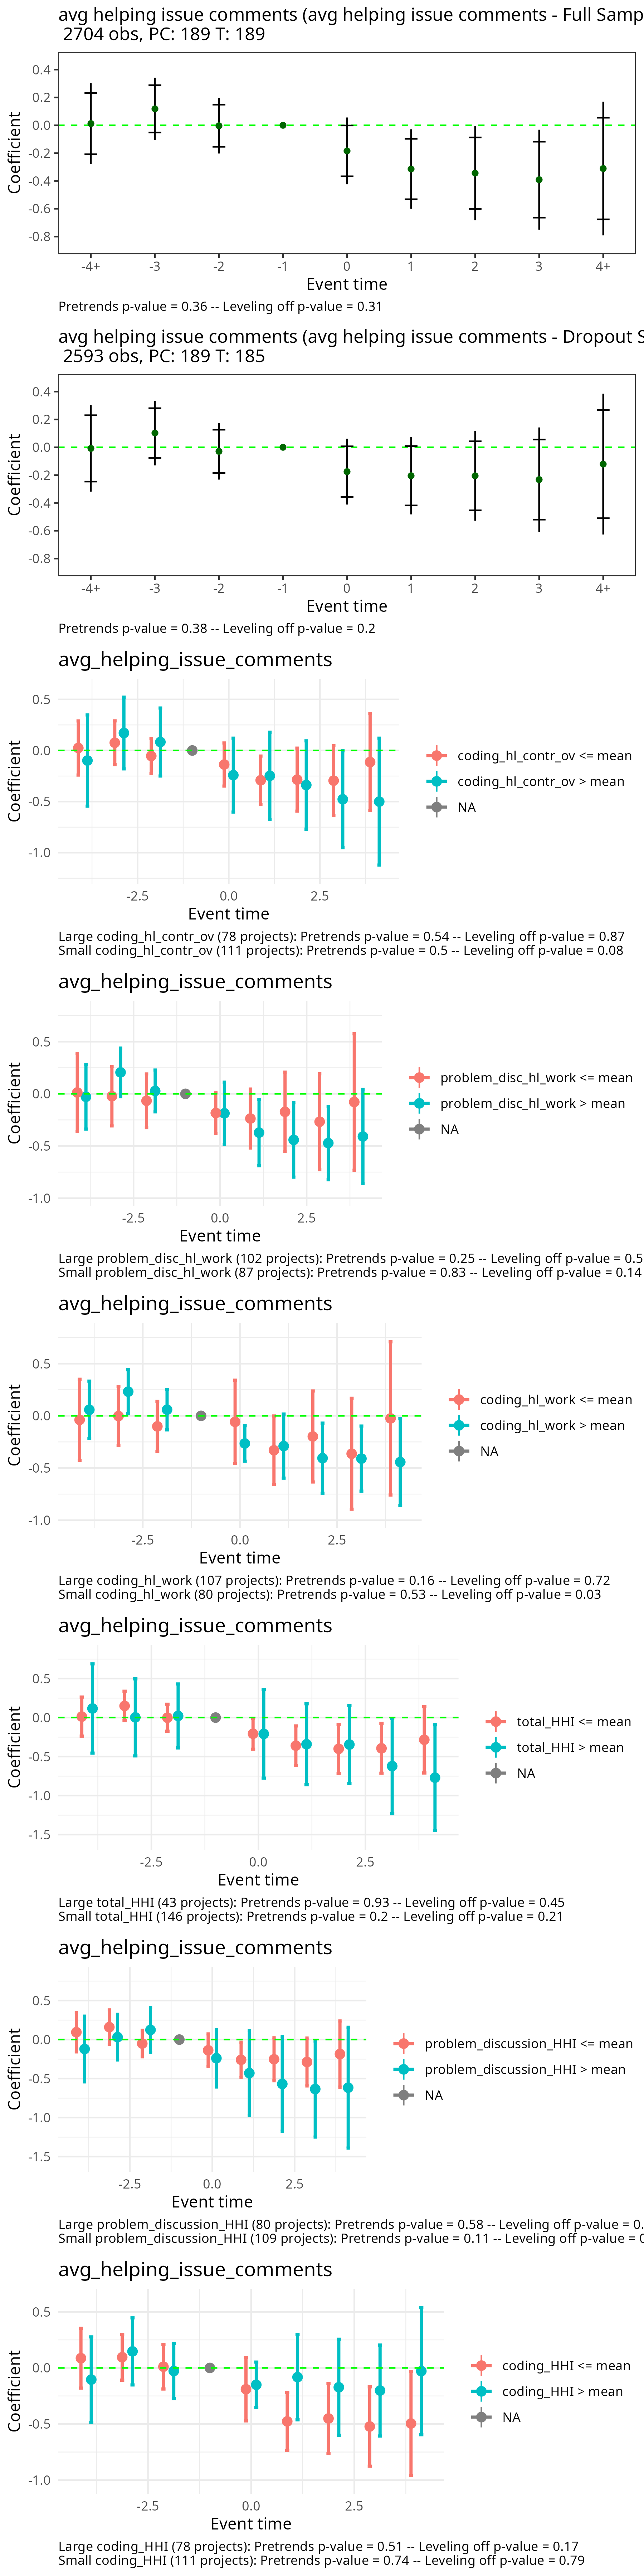 avg helping issue comments (avg helping issue comments - Full Samp
2704 obs, PC: 189 T: 189
Coefficient
0.4
0.2
0.0
-0.2
-0.4
-0.6
-0.8
-4+ -3 -2 -1 0 1 2 3 4+
Event time
Pretrends p-value = 0.36 -- Leveling off p-value = 0.31
avg helping issue comments (avg helping issue comments - Dropout S
2593 obs, PC: 189 T: 185
Coefficient
0.4
0.2
0.0
-0.2
-0.4
-0.6
-0.8
-4+ -3 -2 -1 0 1 2 3 4+
Event time
Pretrends p-value = 0.38 -- Leveling off p-value = 0.2
avg_helping_issue_comments
Coefficient
0.5
0.0
-0.5
-1.0
-2.5 0.0 2.5
Event time
coding_hl_contr_ov <= mean
coding_hl_contr_ov > mean
NA
Large coding_hl_contr_ov (78 projects): Pretrends p-value = 0.54 -- Leveling off p-value = 0.87
Small coding_hl_contr_ov (111 projects): Pretrends p-value = 0.5 -- Leveling off p-value = 0.08
avg_helping_issue_comments
Coefficient
0.5
0.0
-0.5
-1.0
-2.5 0.0 2.5
Event time
problem_disc_hl_work <= mean
problem_disc_hl_work > mean
NA
Large problem_disc_hl_work (102 projects): Pretrends p-value = 0.25 -- Leveling off p-value = 0.5
Small problem_disc_hl_work (87 projects): Pretrends p-value = 0.83 -- Leveling off p-value = 0.14
avg_helping_issue_comments
Coefficient
0.5
0.0
-0.5
-1.0
-2.5 0.0 2.5
Event time
coding_hl_work <= mean
coding_hl_work > mean
NA
Large coding_hl_work (107 projects): Pretrends p-value = 0.16 -- Leveling off p-value = 0.72
Small coding_hl_work (80 projects): Pretrends p-value = 0.53 -- Leveling off p-value = 0.03
avg_helping_issue_comments
Coefficient
0.5
0.0
-0.5
-1.0
-1.5
-2.5 0.0 2.5
Event time
total_HHI <= mean
total_HHI > mean
NA
Large total_HHI (43 projects): Pretrends p-value = 0.93 -- Leveling off p-value = 0.45
Small total_HHI (146 projects): Pretrends p-value = 0.2 -- Leveling off p-value = 0.21
avg_helping_issue_comments
Coefficient
0.5
0.0
-0.5
-1.0
-1.5
-2.5 0.0 2.5
Event time
problem_discussion_HHI <= mean
problem_discussion_HHI > mean
NA
Large problem_discussion_HHI (80 projects): Pretrends p-value = 0.58 -- Leveling off p-value = 0.
Small problem_discussion_HHI (109 projects): Pretrends p-value = 0.11 -- Leveling off p-value = 0
avg_helping_issue_comments
Coefficient
0.5
0.0
-0.5
-1.0
-2.5 0.0 2.5
Event time
coding_HHI <= mean
coding_HHI > mean
NA
Large coding_HHI (78 projects): Pretrends p-value = 0.51 -- Leveling off p-value = 0.17
Small coding_HHI (111 projects): Pretrends p-value = 0.74 -- Leveling off p-value = 0.79